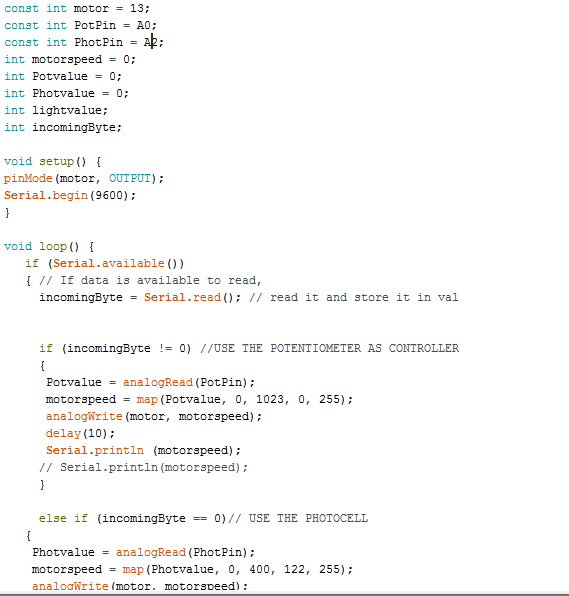 const int motor = 13;
const int PotPin = A0;
const int PhotPin = A2;
int motorspeed = 0;
int Potvalue = 0;
int Photvalue = 0;
int lightvalue;
int incomingByte;
void setup() {
pinMode(motor, OUTPUT);
Serial.begin(9600);
}
void loop() {
if (Serial.available())
{ // If data is available to read,
incomingByte = Serial.read(); // read it and store it in val
if (incomingByte != 0) //USE THE POTENTIOMETER AS CONTROLLER
{
Potvalue = analogRead(PotPin);
motorspeed = map(Potvalue, 0, 1023, 0, 255);
analogWrite(motor, motorspeed);
delay(10);
Serial.println (motorspeed);
// Serial.println(motorspeed);
}
else if (incomingByte == 0)// USE THE PHOTOCELL
{
Photvalue = analogRead(PhotPin);
motorspeed = map(Photvalue, 0, 400, 122, 255);
analogWrite(motor, motorspeed);